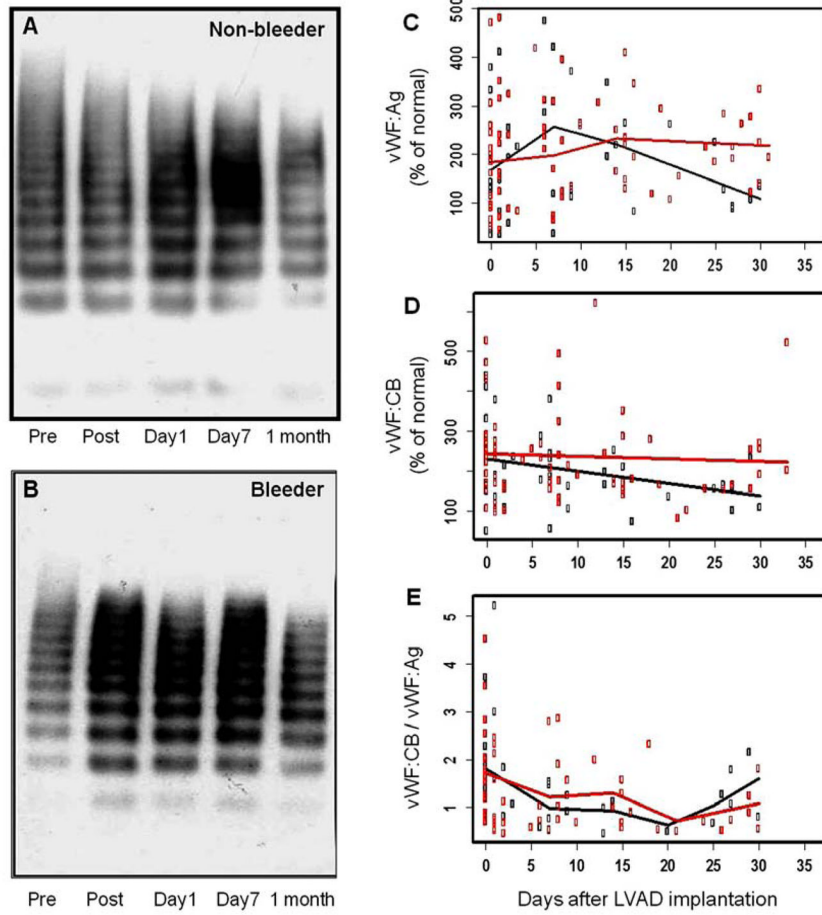 A
Non-bleeder
Pre Post Day1 Day7 1 month
B
Bleeder
Pre Post Day1 Day7 1 month
C
vWF:Ag
(% of normal)
500
400
300
200
100
0 5 10 15 20 25 30 35
D
vWF:CB
(% of normal)
500
300
100
0 5 10 15 20 25 30 35
E
vWF:CB / vWF:Ag
5
4
3
2
1
0 5 10 15 20 25 30 35
Days after LVAD implantation